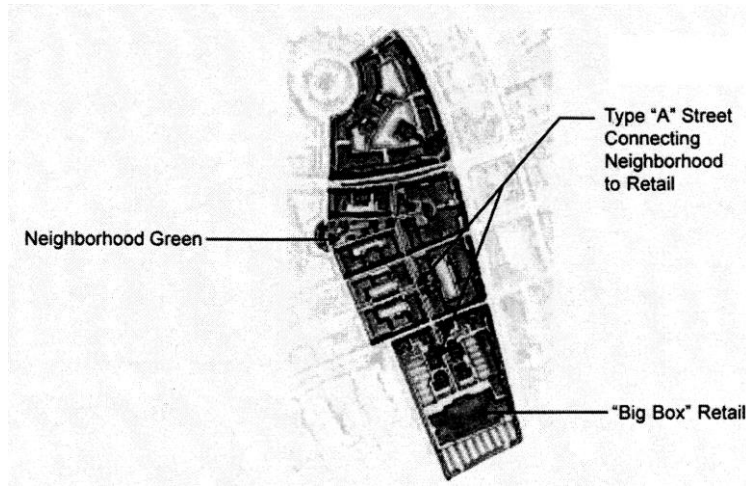 Type "A" Street
Connecting
Neighborhood
to Retail
Neighborhood Green
"Big Box" Retail